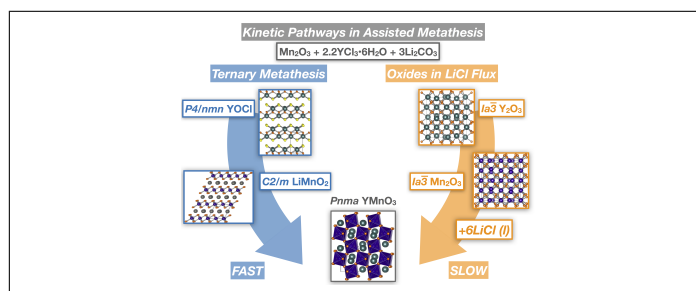 Kinetic Pathways in Assisted Metathesis
Mn₂O₃ + 2.2YCl₃•6H₂O + 3Li₂CO₃
Ternary Metathesis
Oxides in LiCl Flux
P4/nmn YOCl
Ia3̅ Y₂O₃
C2/m LiMnO₂
Ia3̅ Mn₂O₃
Pnma YMnO₃
+6LiCl (l)
FAST
SLOW